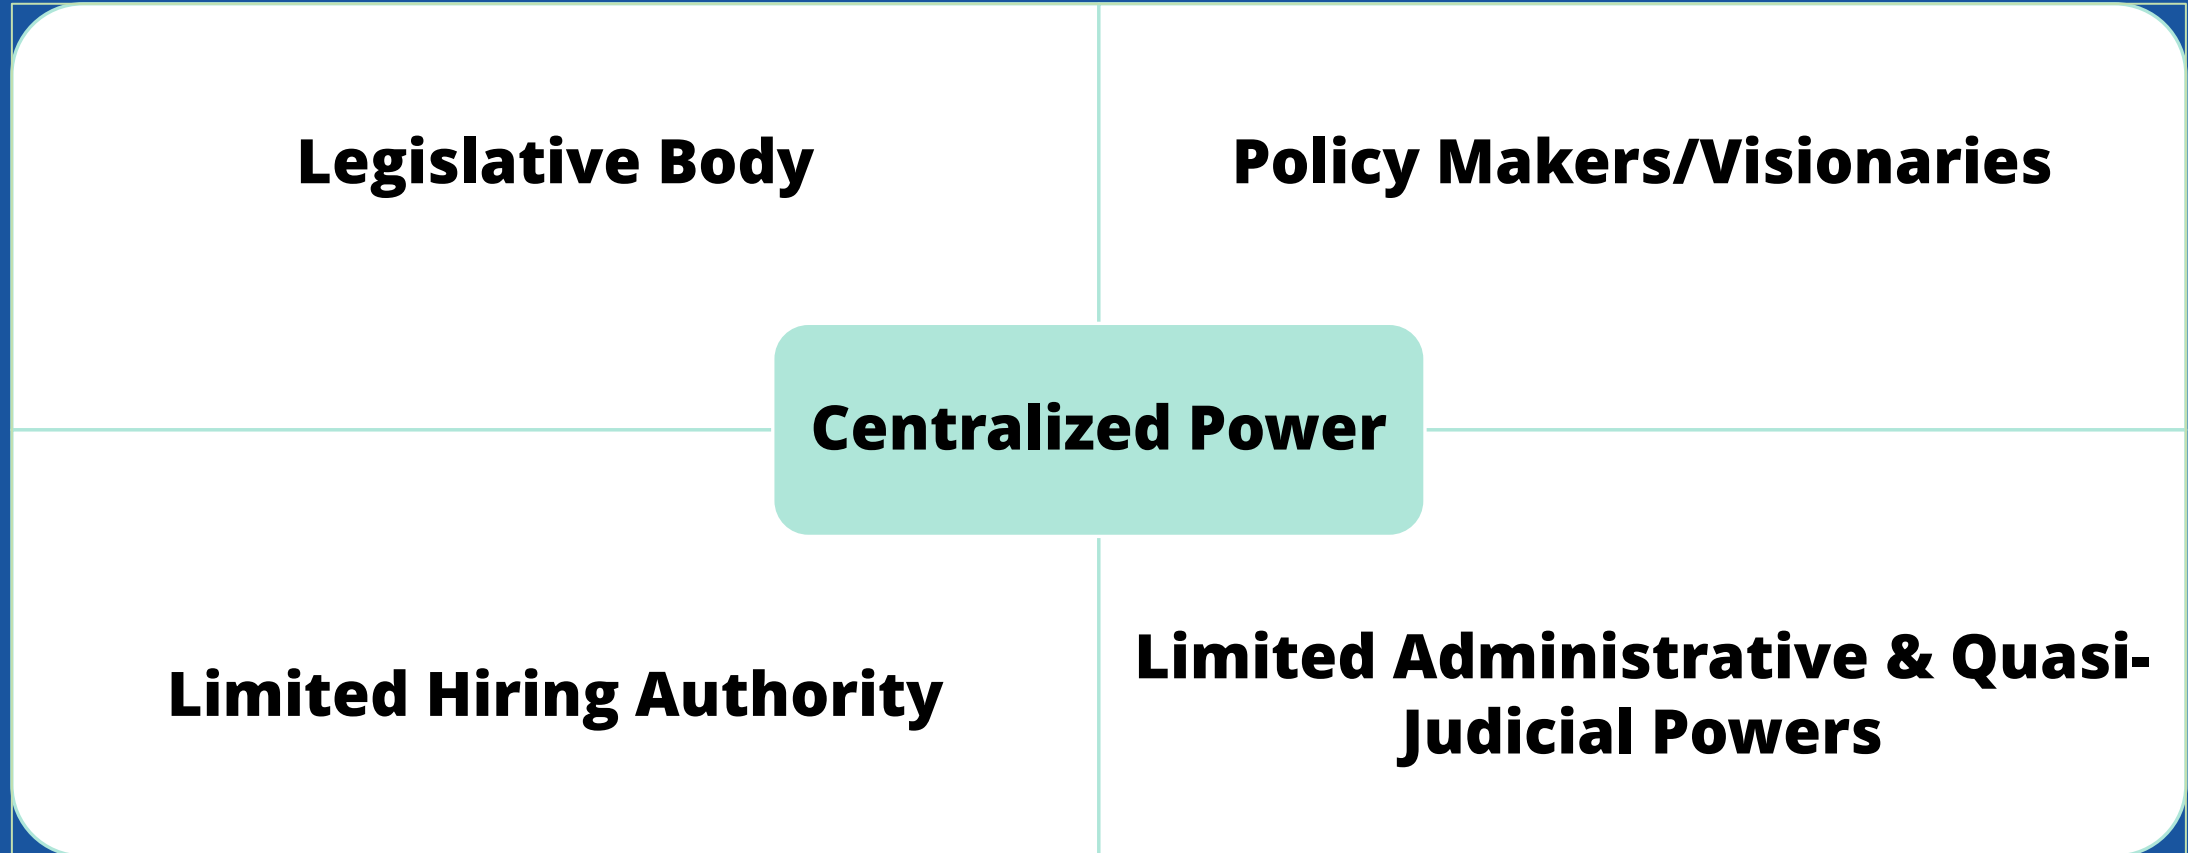 Legislative Body
Policy Makers/Visionaries
Centralized Power
Limited Hiring Authority
Limited Administrative & Quasi-
Judicial Powers